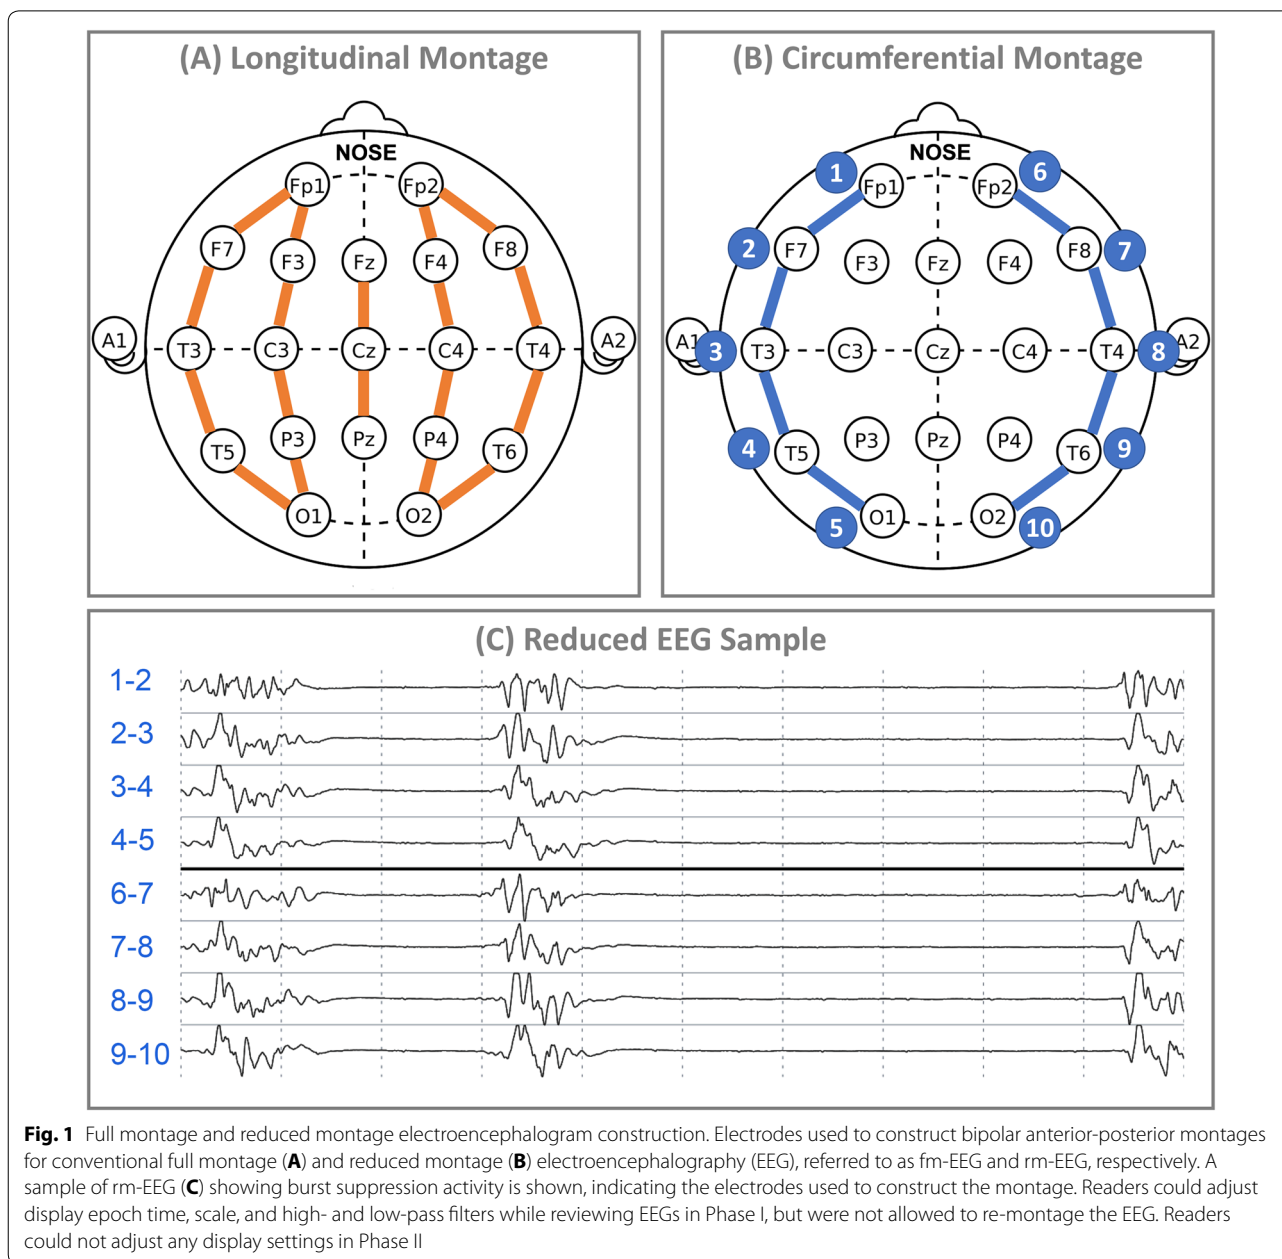 (A) Longitudinal Montage
NOSE
Fp1 Fp2
F7 F3 Fz F4 F8
A1 T3 C3 Cz C4 T4 A2
T5 P3 Pz P4 T6
O1 O2
(B) Circumferential Montage
NOSE
1 Fp1 Fp2 6
2 F7 F3 Fz F4 F8 7
A1 3 T3 C3 Cz C4 T4 8 A2
4 T5 P3 Pz P4 T6 9
5 O1 O2 10
(C) Reduced EEG Sample
1-2
2-3
3-4
4-5
6-7
7-8
8-9
9-10
Fig. 1 Full montage and reduced montage electroencephalogram construction. Electrodes used to construct bipolar anterior-posterior montages
for conventional full montage (A) and reduced montage (B) electroencephalography (EEG), referred to as fm-EEG and rm-EEG, respectively. A
sample of rm-EEG (C) showing burst suppression activity is shown, indicating the electrodes used to construct the montage. Readers could adjust
display epoch time, scale, and high- and low-pass filters while reviewing EEGs in Phase I, but were not allowed to re-montage the EEG. Readers
could not adjust any display settings in Phase II